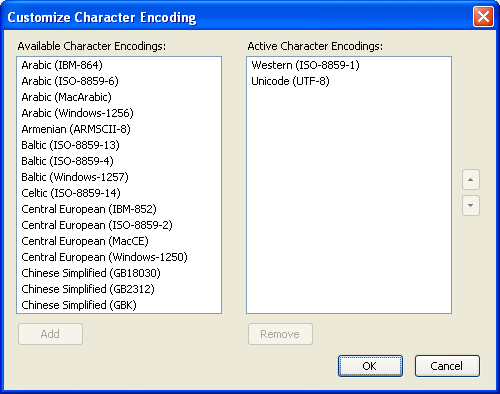 Customize Character Encoding
Available Character Encodings:
Arabic (IBM-864)
Arabic (ISO-8859-6)
Arabic (MacArabic)
Arabic (Windows-1256)
Armenian (ARMSCII-8)
Baltic (ISO-8859-13)
Baltic (ISO-8859-4)
Baltic (Windows-1257)
Celtic (ISO-8859-14)
Central European (IBM-852)
Central European (ISO-8859-2)
Central European (MacCE)
Central European (Windows-1250)
Chinese Simplified (GB18030)
Chinese Simplified (GB2312)
Chinese Simplified (GBK)
Add
Active Character Encodings:
Western (ISO-8859-1)
Unicode (UTF-8)
Remove
OK
Cancel